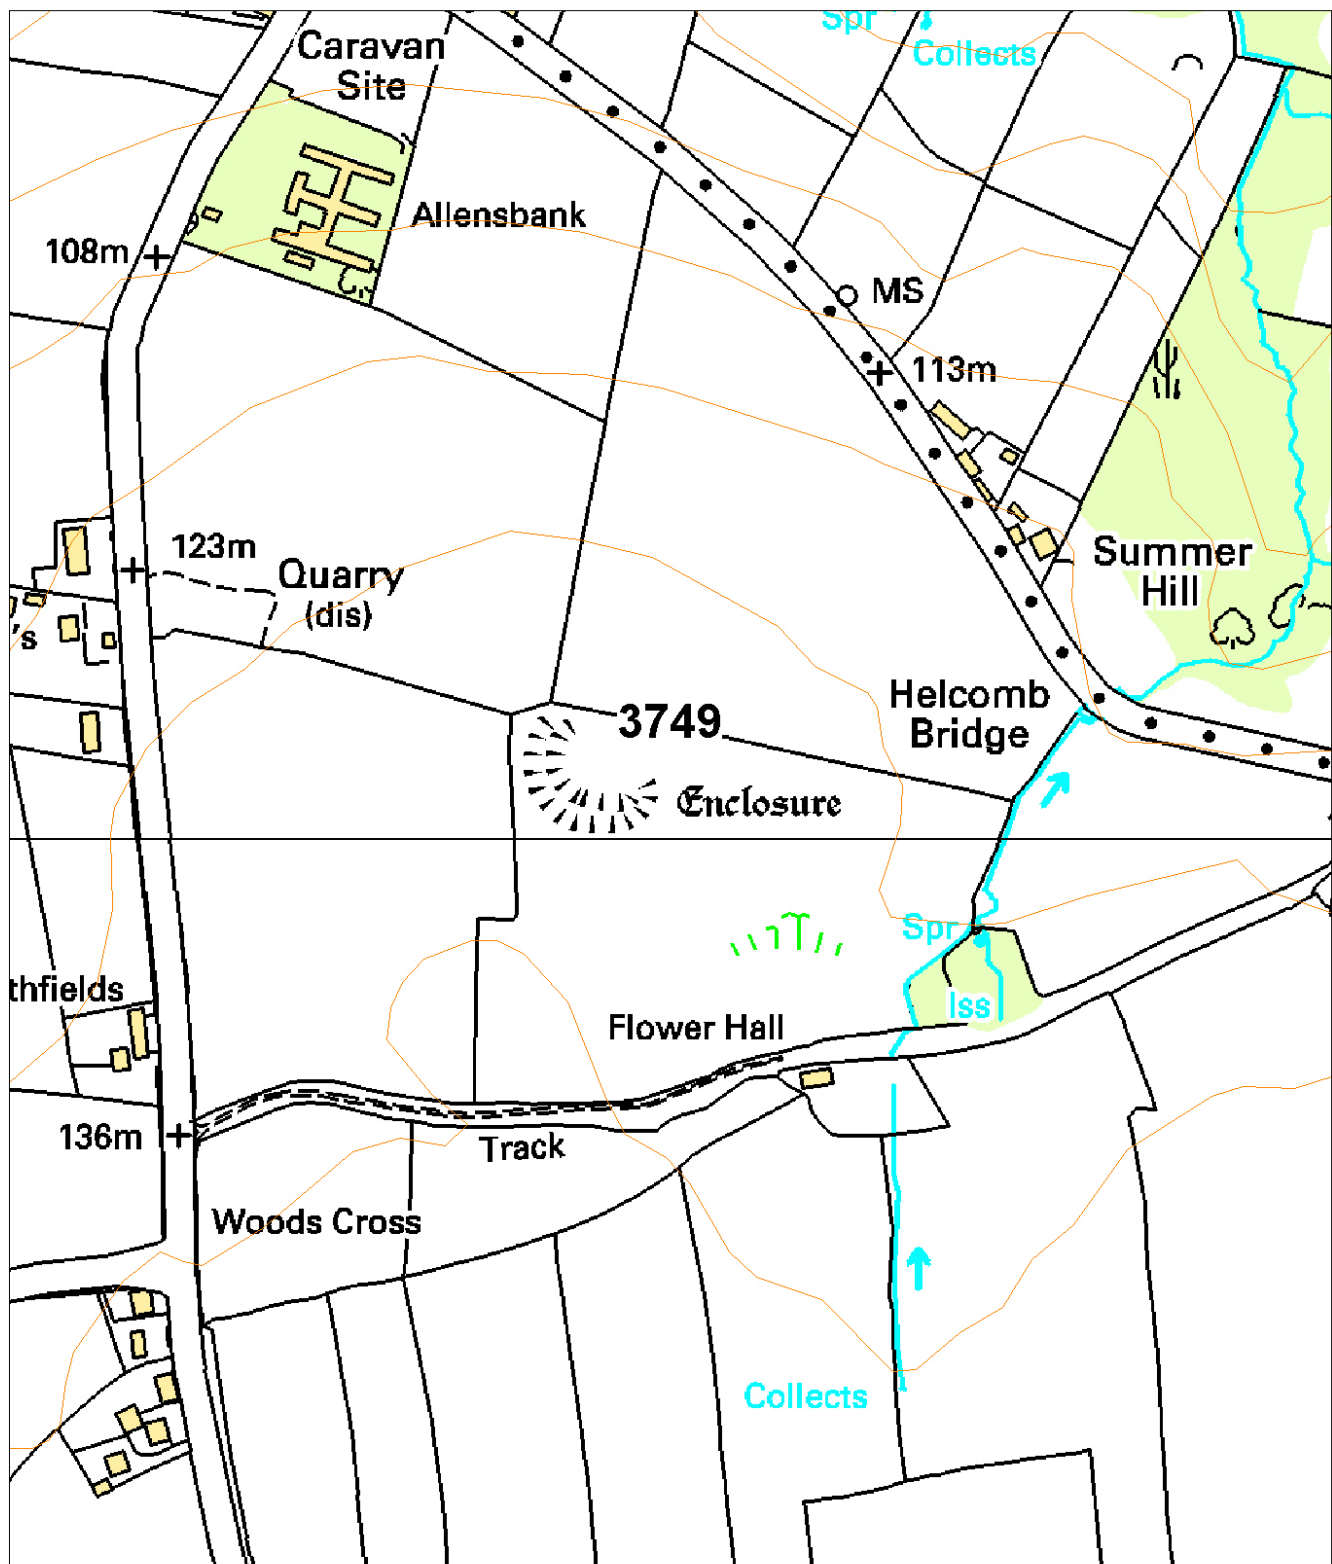 Spr
Collects
Caravan
Site
Allensbank
108m
MS
113m
123m
Quarry
(dis)
Summer
Hill
's
Helcomb
Bridge
3749
Enclosure
Spr
Iss
thfields
Flower Hall
136m
Track
Woods Cross
Collects